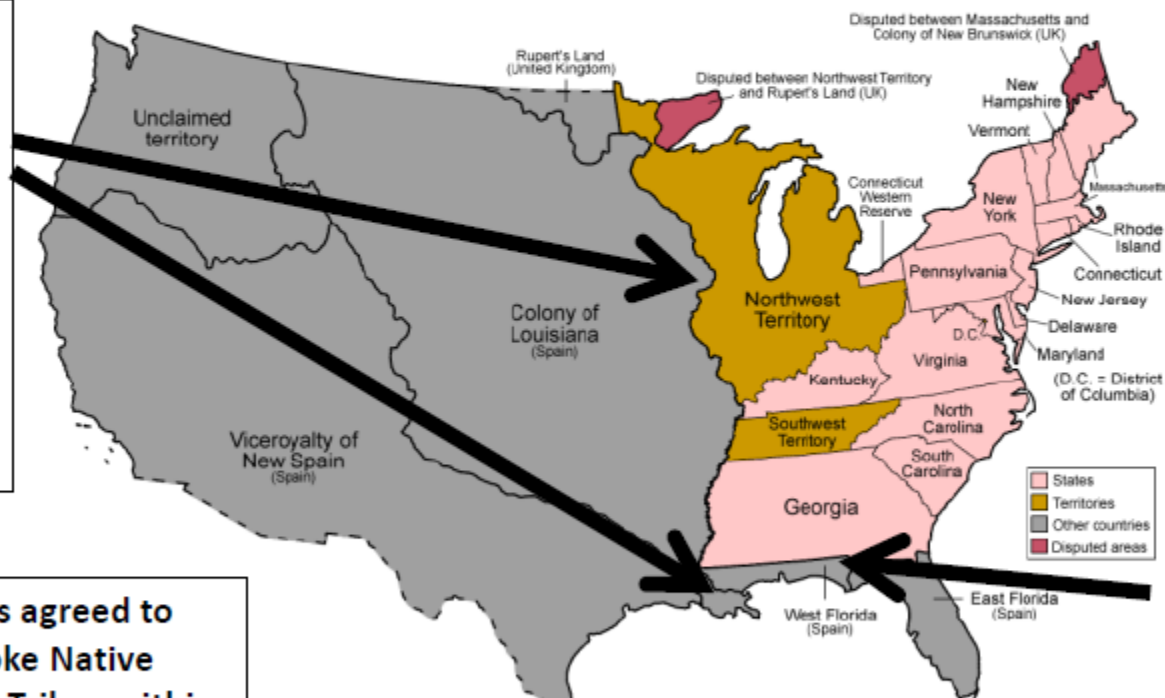 Disputed between Massachusetts and
Colony of New Brunswick (UK)
Rupert's Land
(United Kingdom)
Disputed between Northwest Territory
and Rupert's Land (UK)
New
Hampshire
Vermont
Unclaimed
territory
Massachusetts
Connecticut
Western
Reserve
New
York
Rhode
Island
Connecticut
Pennsylvania
New Jersey
Northwest
Territory
Colony of
Louisiana
(Spain)
D.C.
Delaware
Maryland
Virginia
(D.C. = District
of Columbia)
Kentucky
Southwest
Territory
North
Carolina
Viceroyalty of
New Spain
(Spain)
South
Carolina
Georgia
States
Territories
Other countries
Disputed areas
West Florida
(Spain)
East Florida
(Spain)
s agreed to
oke Native